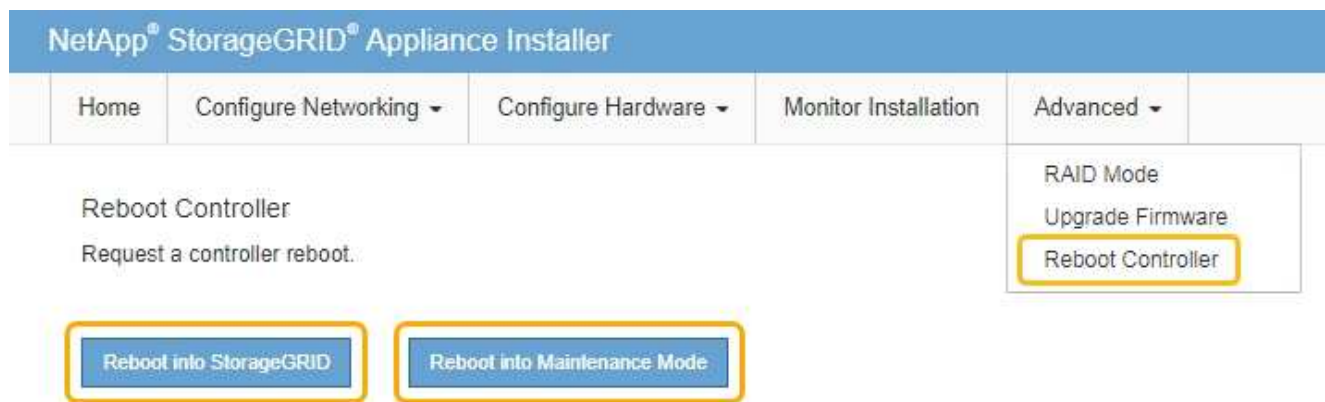 NetApp® StorageGRID® Appliance Installer
Home Configure Networking Configure Hardware Monitor Installation Advanced
RAID Mode
Upgrade Firmware
Reboot Controller
Reboot Controller
Request a controller reboot.
Reboot into StorageGRID Reboot into Maintenance Mode